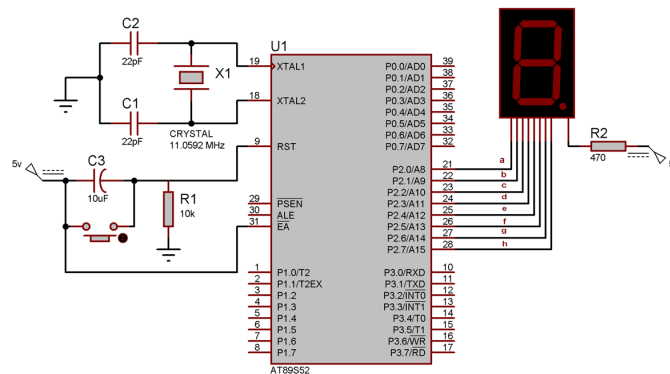 C2
22pF
X1
C1
22pF
CRYSTAL
11.0592 MHz
5v
C3
10uF
R1
10k
U1
19 XTAL1
18 XTAL2
9 RST
29 PSEN
30 ALE
31 EA
1 P1.0/T2
2 P1.1/T2EX
3 P1.2
4 P1.3
5 P1.4
6 P1.5
7 P1.6
8 P1.7
P0.0/AD0 39
P0.1/AD1 38
P0.2/AD2 37
P0.3/AD3 36
P0.4/AD4 35
P0.5/AD5 34
P0.6/AD6 33
P0.7/AD7 32
P2.0/A8 21 a
P2.1/A9 22 b
P2.2/A10 23 c
P2.3/A11 24 d
P2.4/A12 25 e
P2.5/A13 26 f
P2.6/A14 27 g
P2.7/A15 28 h
P3.0/RXD 10
P3.1/TXD 11
P3.2/INT0 12
P3.3/INT1 13
P3.4/T0 14
P3.5/T1 15
P3.6/WR 16
P3.7/RD 17
AT89S52
R2
470